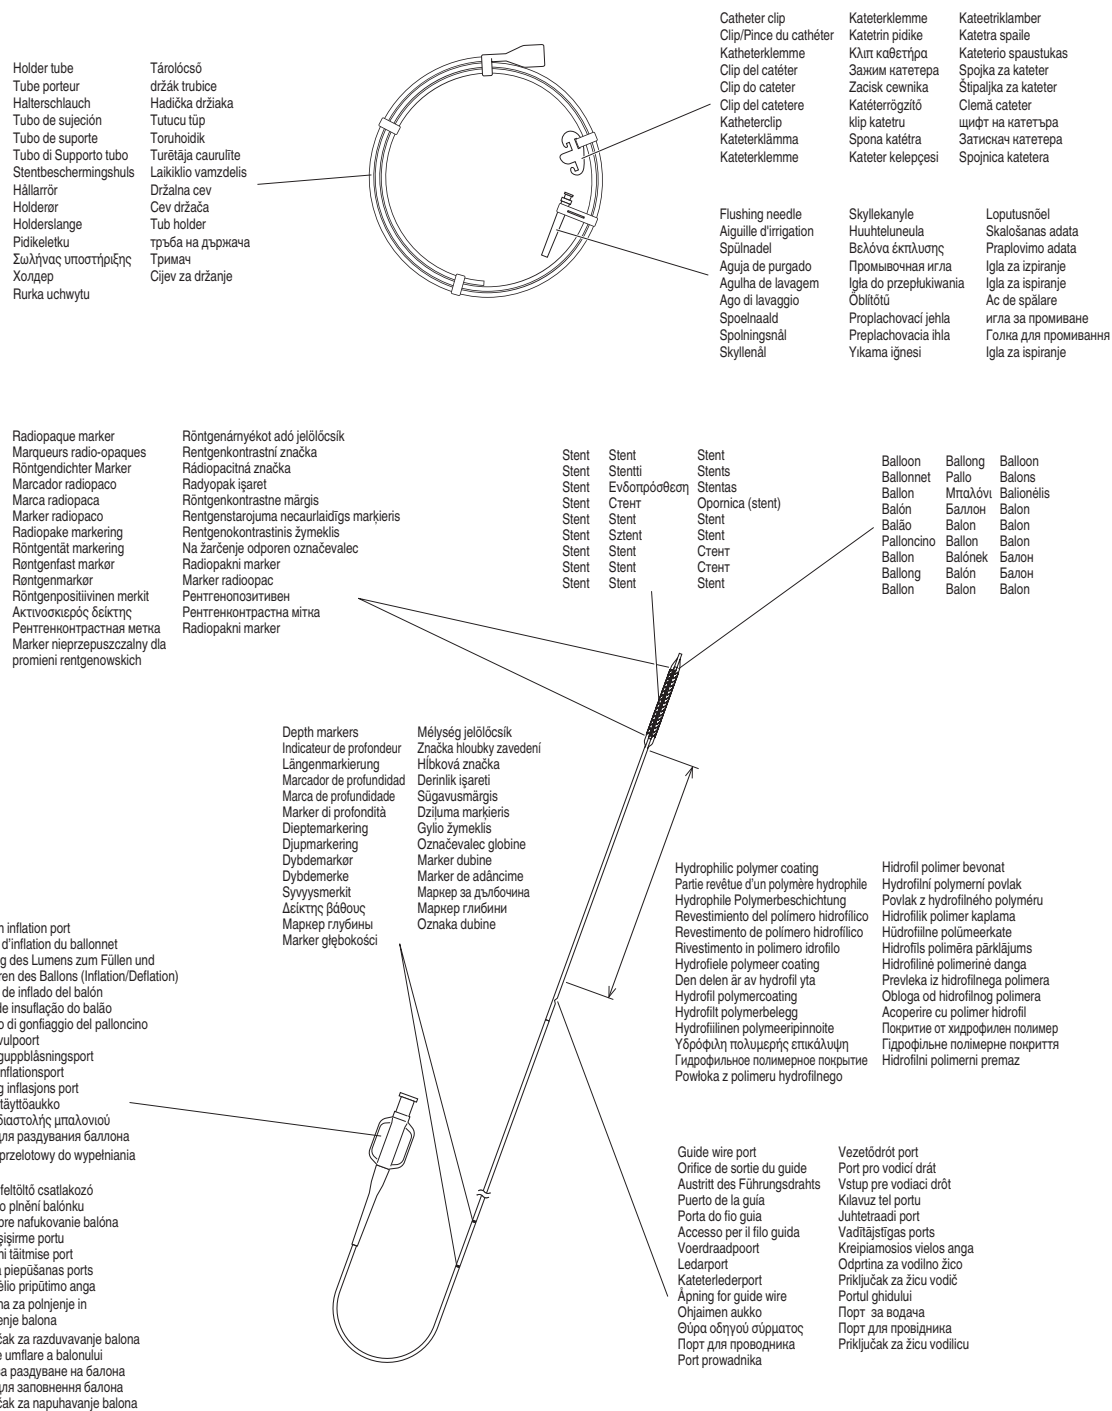 Holder tube
Tube porteur
Halterschlauch
Tubo de sujeción
Tubo de suporte
Tubo di Supporto tubo
Stentbeschermingshuls
Hållarrör
Holderør
Holderslange
Pidikeletku
Σωλήνας υποστήριξης
Холдер
Rurka uchwytu
Tárolócső
držák trubice
Hadička držiaka
Tutucu tüp
Toruhoidik
Turētāja caurulīte
Laikiklio vamzdelis
Držalna cev
Cev držača
Tub holder
тръба на държача
Тримач
Cijev za držanje
Catheter clip
Clip/Pince du cathéter
Katheterklemme
Clip del catéter
Clip do cateter
Clip del catetere
Katheterclip
Kateterklämma
Kateterklemme
Kateterklemme
Katetrin pidike
Κλιπ καθετήρα
Зажим катетера
Zacisk cewnika
Katéterrögzítő
klip katetru
Spona katétra
Kateter kelepçesi
Kateetriklamber
Katetra spaile
Kateterio spaustukas
Spojka za kateter
Štipaljka za kateter
Clemă cateter
щифт на катетъра
Затискач катетера
Spojnica katetera
Flushing needle
Aiguille d'irrigation
Spülnadel
Aguja de purgado
Agulha de lavagem
Ago di lavaggio
Spoelnaald
Spolningsnål
Skyllenål
Skyllekanyle
Huuhteluneula
Βελόνα έκπλυσης
Промывочная игла
Igła do przepłukiwania
Öblítőtű
Proplachovací jehla
Preplachovacia ihla
Yıkama iğnesi
Loputusnõel
Skalošanas adata
Praplovimo adata
Igla za izpiranje
Igla za ispiranje
Ac de spălare
игла за промиване
Голка для промивання
Igla za ispiranje
Radiopaque marker
Marqueurs radio-opaques
Röntgendichter Marker
Marcador radiopaco
Marca radiopaca
Marker radiopaco
Radiopake markering
Röntgentät markering
Røntgenfast markør
Røntgenmarkør
Röntgenpositiivinen merkit
Ακτινοσκιερός δείκτης
Рентгенконтрастная метка
Marker nieprzepuszczalny dla
promieni rentgenowskich
Röntgenárnyékot adó jelölőcsík
Rentgenkontrastní značka
Rádiopacitná značka
Radyopak işaret
Röntgenkontrastne märgis
Rentgenstarojuma necaurlaidīgs marķieris
Rentgenokontrastinis žymeklis
Na žarčenje odporen označevalec
Radiopakni marker
Marker radioopac
Рентгенопозитивен
Рентгенконтрастна мітка
Radiopakni marker
Stent
Stent
Stent
Stent
Stent
Stent
Stent
Stent
Stent
Stent
Stentti
Ενδοπρόσθεση
Стент
Stent
Sztent
Stent
Stent
Stent
Stent
Stents
Stentas
Opornica (stent)
Stent
Stent
Стент
Стент
Stent
Balloon
Ballonnet
Ballon
Balón
Balão
Palloncino
Ballon
Ballong
Ballon
Ballong
Pallo
Μπαλόνι
Баллон
Balon
Ballon
Balónek
Balón
Balon
Balloon
Balons
Balionėlis
Balon
Balon
Balon
Балон
Балон
Balon
Depth markers
Indicateur de profondeur
Längenmarkierung
Marcador de profundidad
Marca de profundidade
Marker di profondità
Dieptemarkering
Djupmarkering
Dybdemarkør
Dybdemerke
Syvyysmerkit
Δείκτης βάθους
Маркер глубины
Marker głębokości
Mélység jelölőcsík
Značka hloubky zavedení
Hĺbková značka
Derinlik işareti
Sügavusmärgis
Dziļuma marķieris
Gylio žymeklis
Označevalec globine
Marker dubine
Marker de adâncime
Маркер за дълбочина
Маркер глибини
Oznaka dubine
Hydrophilic polymer coating
Partie revêtue d'un polymère hydrophile
Hydrophile Polymerbeschichtung
Revestimiento del polímero hidrofílico
Revestimento de polímero hidrofílico
Rivestimento in polimero idrofilo
Hydrofiele polymeer coating
Den delen är av hydrofil yta
Hydrofil polymercoating
Hydrofilt polymerbelegg
Hydrofiilinen polymeeripinnoite
Υδρόφιλη πολυμερής επικάλυψη
Гидрофильное полимерное покрытие
Powłoka z polimeru hydrofilnego
Hidrofil polimer bevonat
Hydrofilní polymerní povlak
Povlak z hydrofilného polyméru
Hidrofilik polimer kaplama
Hüdrofiilne polümeerkate
Hidrofīls polimēra pārklājums
Hidrofilinė polimerinė danga
Prevleka iz hidrofilnega polimera
Obloga od hidrofilnog polimera
Acoperire cu polimer hidrofil
Покритие от хидрофилен полимер
Гідрофільне полімерне покриття
Hidrofilni polimerni premaz
n inflation port
d'inflation du ballonnet
g des Lumens zum Füllen und
ren des Ballons (Inflation/Deflation)
de inflado del balón
de insuflação do balão
o di gonfiaggio del palloncino
vulpoort
guppblåsningsport
nflationsport
g inflasjons port
täyttöaukko
διαστολής μπαλονιού
для раздувания баллона
przelotowy do wypełniania
feltöltő csatlakozó
o plnění balónku
pre nafukovanie balóna
şişirme portu
ni täitmise port
a piepūšanas ports
ėlio pripūtimo anga
na za polnjenje in
enje balona
čak za razduvavanje balona
e umflare a balonului
за раздуване на балона
для заповнення балона
čak za napuhavanje balona
Guide wire port
Orifice de sortie du guide
Austritt des Führungsdrahts
Puerto de la guía
Porta do fio guia
Accesso per il filo guida
Voerdraadpoort
Ledarport
Kateterlederport
Åpning for guide wire
Ohjaimen aukko
Θύρα οδηγού σύρματος
Порт для проводника
Port prowadnika
Vezetődrót port
Port pro vodicí drát
Vstup pre vodiaci drôt
Kılavuz tel portu
Juhtetraadi port
Vadītājstīgas ports
Kreipiamosios vielos anga
Odprtina za vodilno žico
Priključak za žicu vodič
Portul ghidului
Порт за водача
Порт для провідника
Priključak za žicu vodilicu